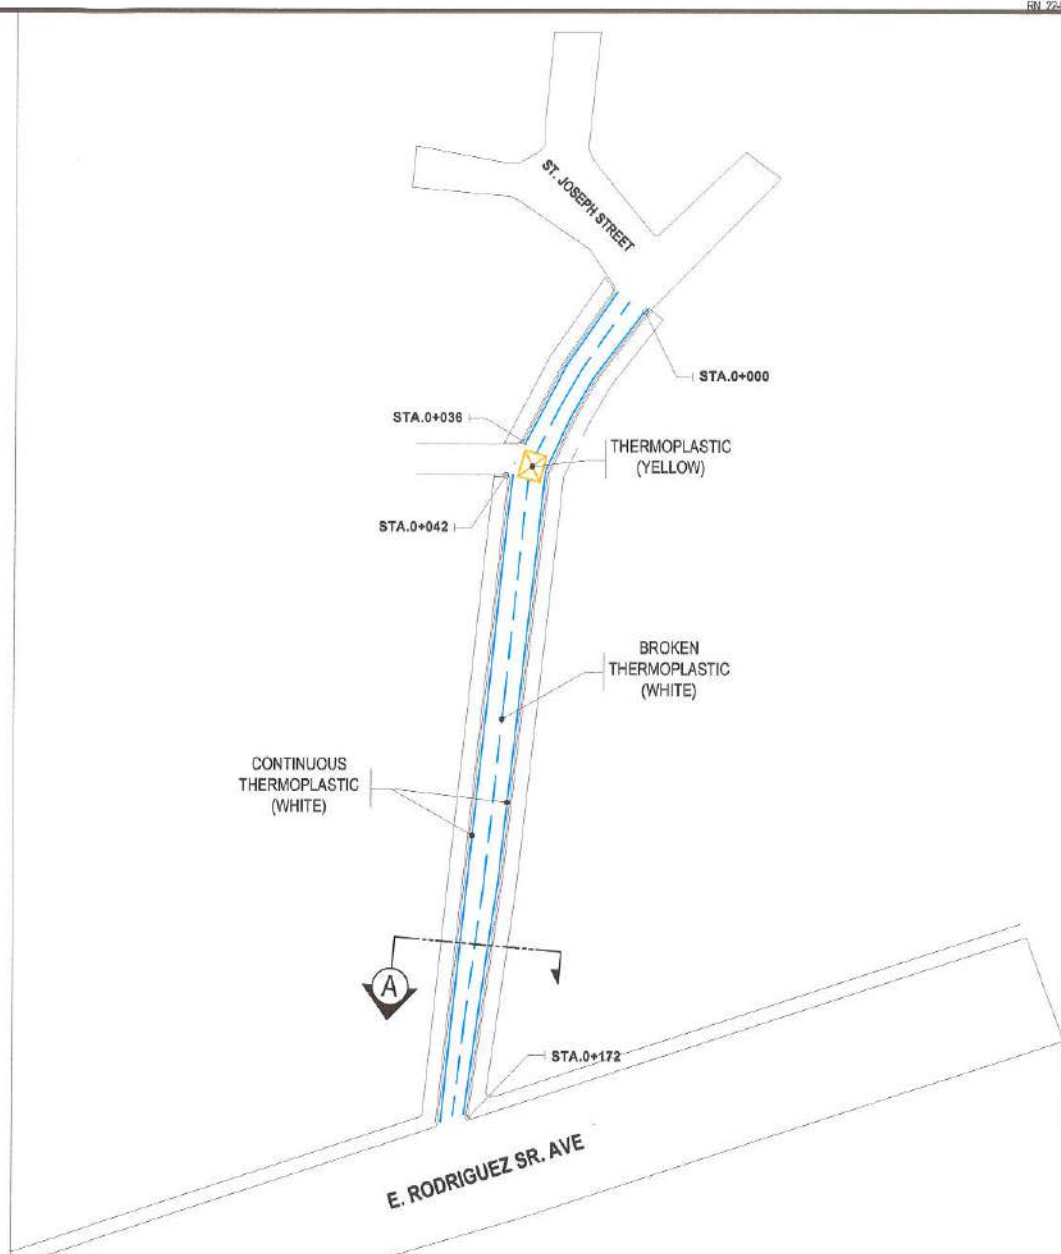 ST. JOSEPH STREET
STA.0+000
STA.0+036
THERMOPLASTIC
(YELLOW)
STA.0+042
BROKEN
THERMOPLASTIC
(WHITE)
CONTINUOUS
THERMOPLASTIC
(WHITE)
A
STA.0+172
E. RODRIGUEZ SR. AVE